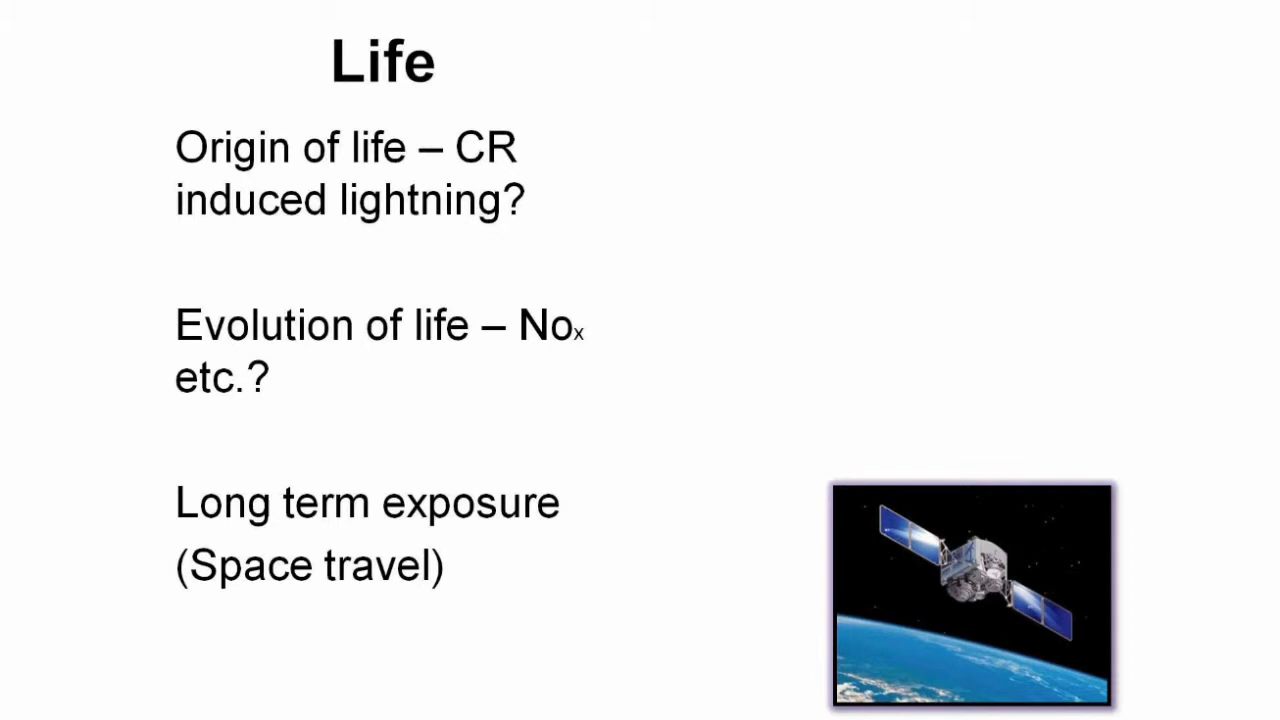 Life
Origin of life – CR
induced lightning?
Evolution of life – Noₓ
etc.?
Long term exposure
(Space travel)